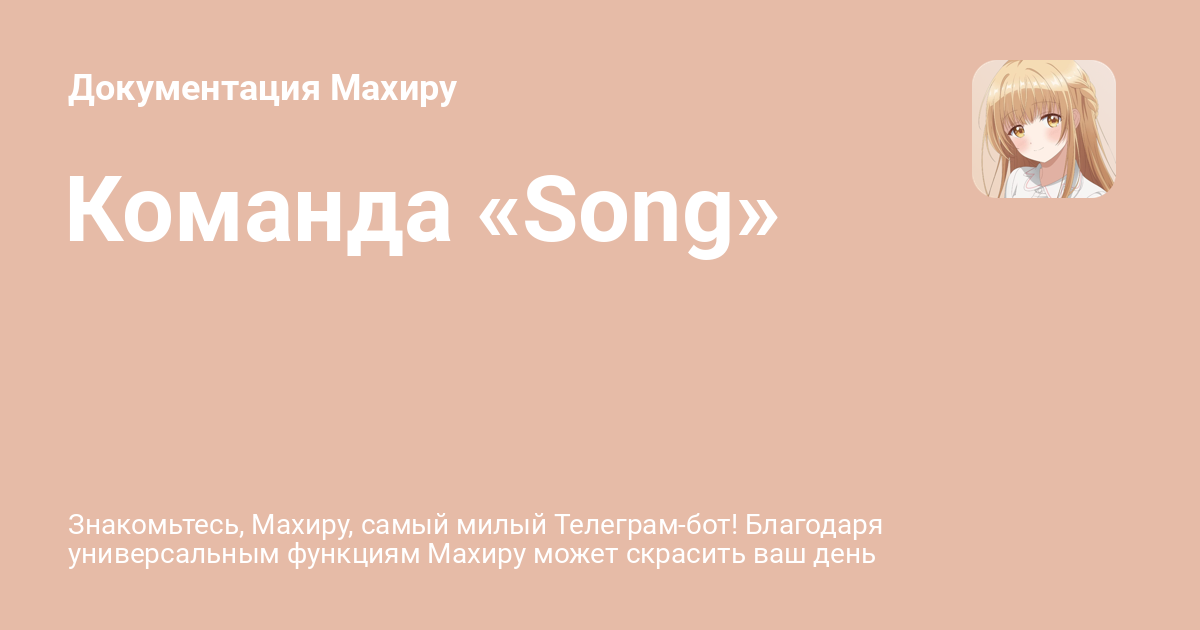 Документация Махиру
Команда «Song»
Знакомьтесь, Махиру, самый милый Телеграм-бот! Благодаря
универсальным функциям Махиру может скрасить ваш день